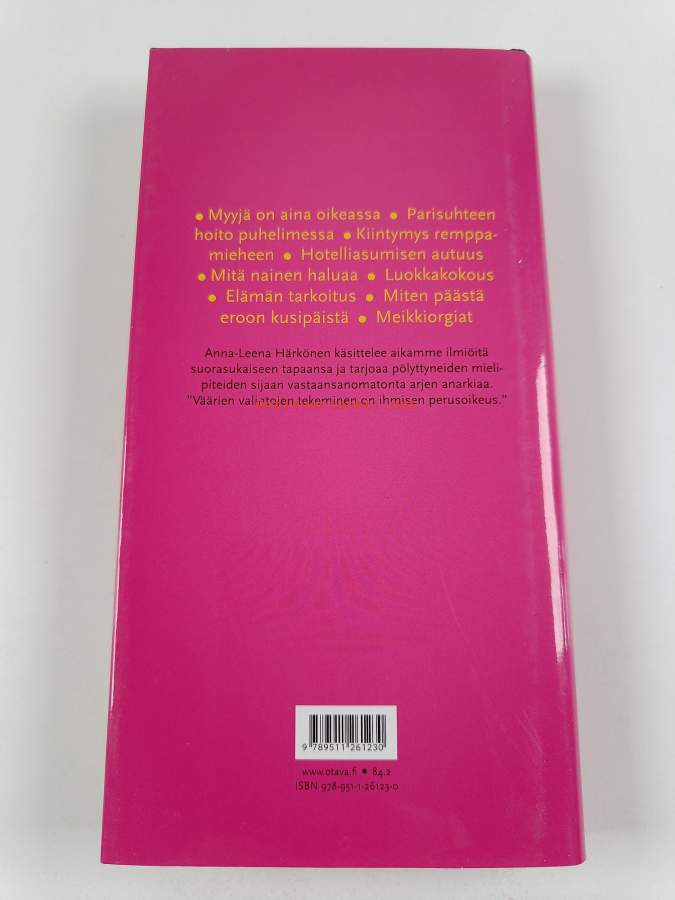 • Myyjä on aina oikeassa • Parisuhteen
hoito puhelimessa • Kiintymys remppa-
mieheen • Hotelliasumisen autuus
• Mitä nainen haluaa • Luokkakokous
• Elämän tarkoitus • Miten päästä
eroon kusipäistä • Meikkiorgiat
Anna-Leena Härkönen käsittelee aikamme ilmiöitä
suorasukaiseen tapaansa ja tarjoaa pölyttyneiden mieli-
piteiden sijaan vastaansanomatonta arjen anarkiaa.
"Väärien valintojen tekeminen on ihmisen perusoikeus."
9 789511 261230
www.otava.fi • 84.2
ISBN 978-951-1-26123-0